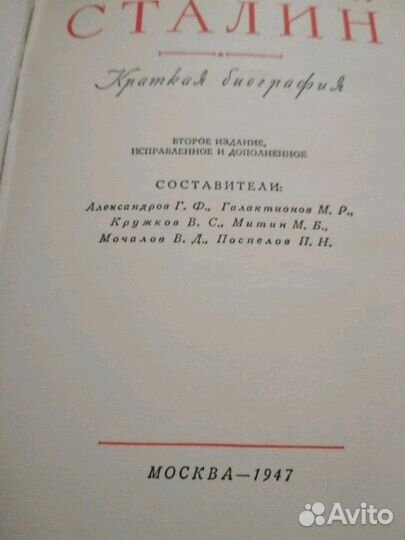 СТАЛИН
Краткая биография
ВТОРОЕ ИЗДАНИЕ,
ИСПРАВЛЕННОЕ И ДОПОЛНЕННОЕ
СОСТАВИТЕЛИ:
Александров Г. Ф., Галактионов М. Р.,
Кружков В. С., Митин М. Б.,
Мочалов В. Д., Поспелов П. Н.
МОСКВА—1947
Avito